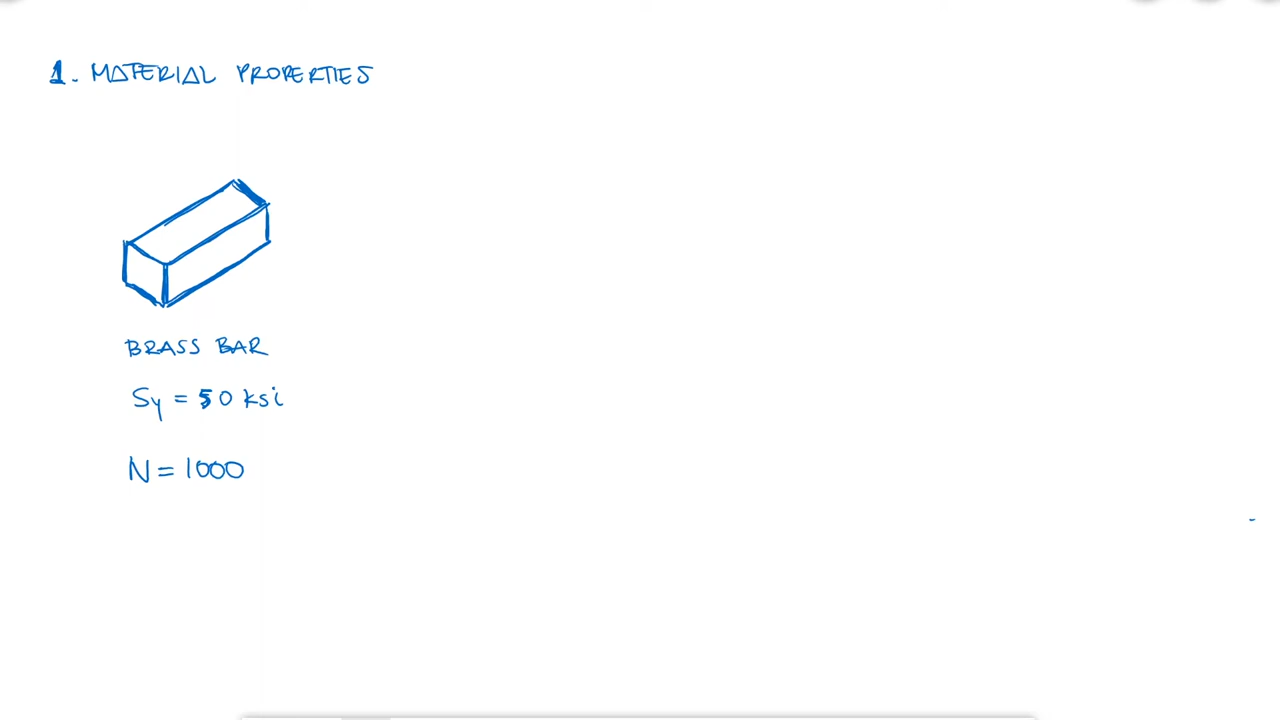 1. MATERIAL PROPERTIES
BRASS BAR
Sy = 50 ksi
N = 1000